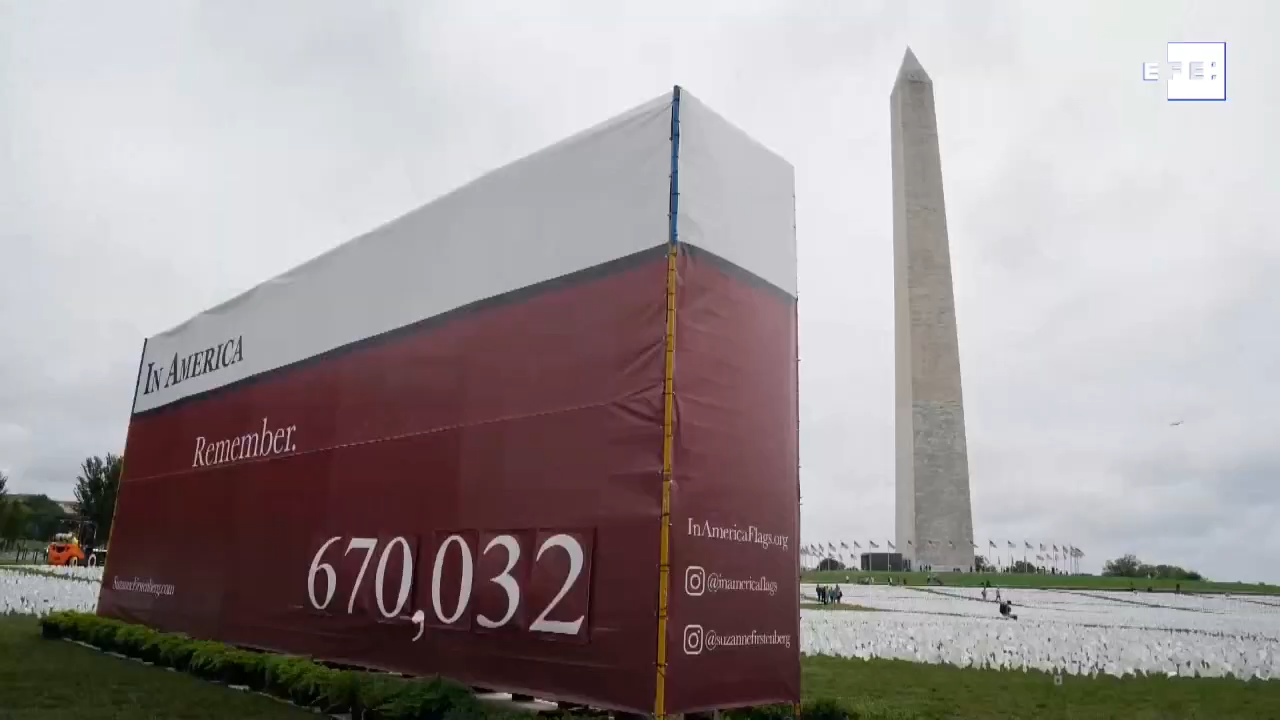 EFE:
IN AMERICA
Remember.
670,032
SuzanneFirstenberg.com
InAmericaFlags.org
@inamericaflags
@suzannefirstenberg